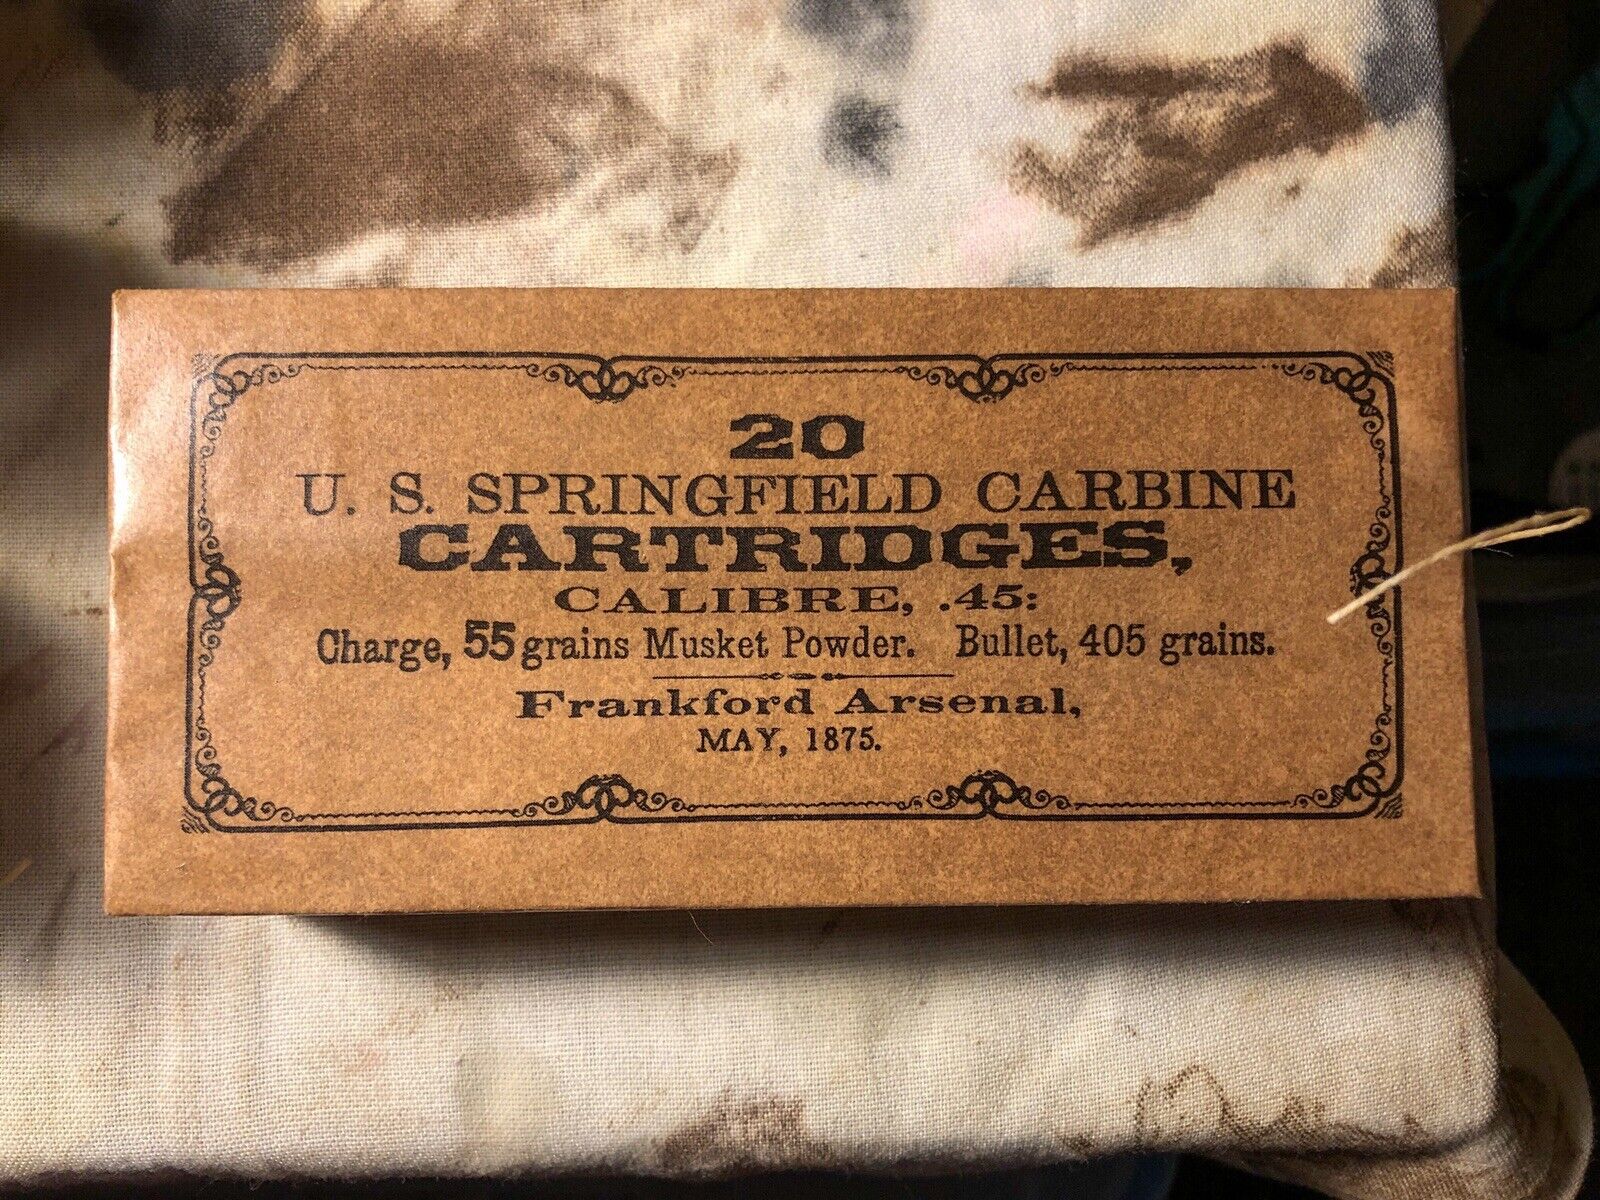 20
U. S. SPRINGFIELD CARBINE
CARTRIDGES,
CALIBRE, .45:
Charge, 55 grains Musket Powder. Bullet, 405 grains.
Frankford Arsenal,
MAY, 1875.